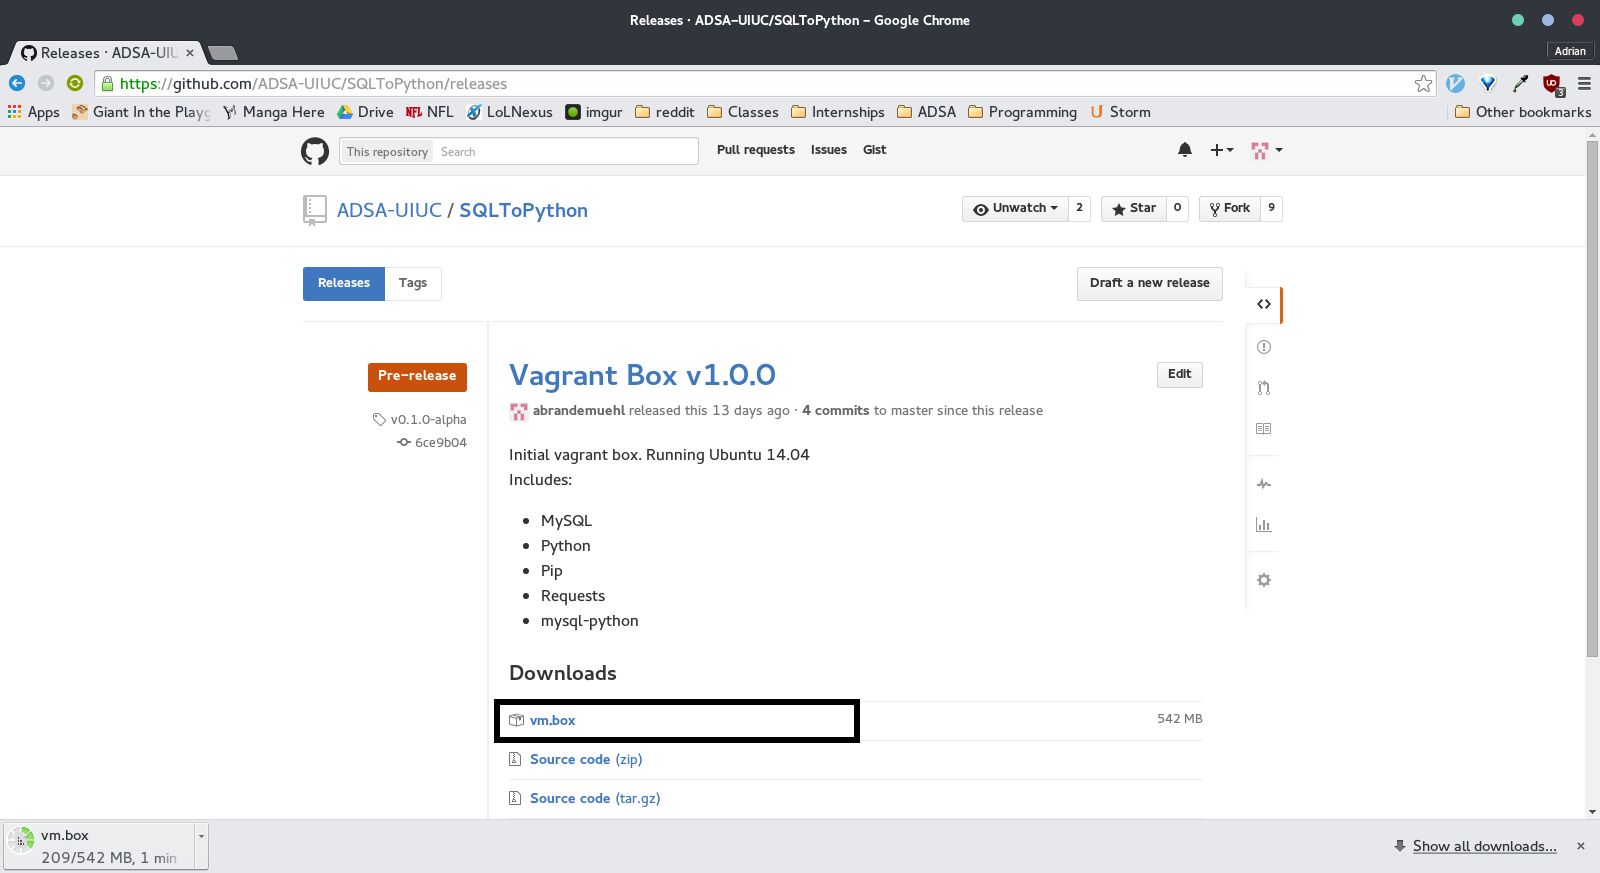 Releases · ADSA-UIUC/SQLToPython - Google Chrome
Releases · ADSA-UIU
Adrian
https://github.com/ADSA-UIUC/SQLToPython/releases
3
Apps Giant In the Playg Manga Here Drive NFL NFL LoLNexus imgur reddit Classes Internships ADSA Programming Storm Other bookmarks
This repository Search Pull requests Issues Gist
ADSA-UIUC / SQLToPython Unwatch 2 Star 0 Fork 9
Releases Tags Draft a new release
Pre-release Vagrant Box v1.0.0 Edit
abrandemuehl released this 13 days ago · 4 commits to master since this release
v0.1.0-alpha
6ce9b04
Initial vagrant box. Running Ubuntu 14.04
Includes:
• MySQL
• Python
• Pip
• Requests
• mysql-python
Downloads
vm.box 542 MB
Source code (zip)
Source code (tar.gz)
vm.box
209/542 MB, 1 min
Show all downloads...